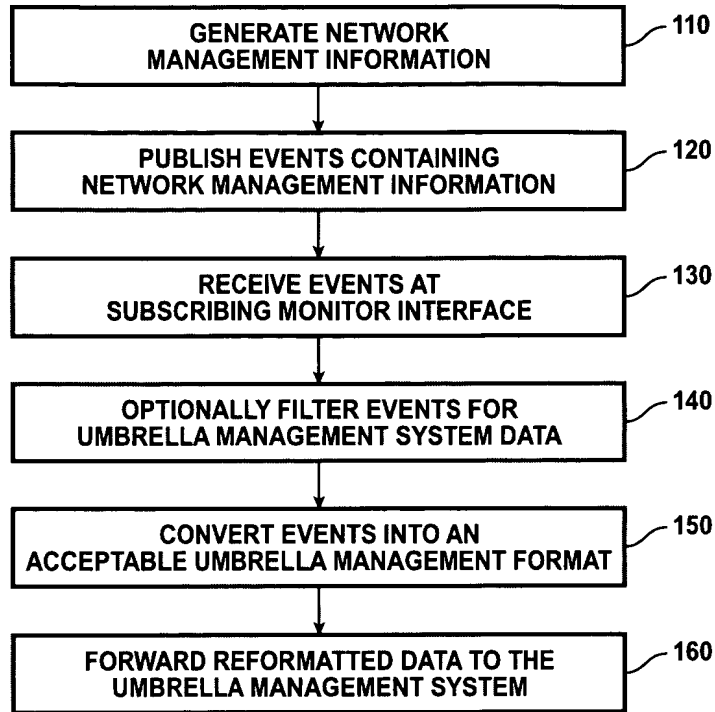 GENERATE NETWORK
MANAGEMENT INFORMATION
110
PUBLISH EVENTS CONTAINING
NETWORK MANAGEMENT INFORMATION
120
RECEIVE EVENTS AT
SUBSCRIBING MONITOR INTERFACE
130
OPTIONALLY FILTER EVENTS FOR
UMBRELLA MANAGEMENT SYSTEM DATA
140
CONVERT EVENTS INTO AN
ACCEPTABLE UMBRELLA MANAGEMENT FORMAT
150
FORWARD REFORMATTED DATA TO THE
UMBRELLA MANAGEMENT SYSTEM
160